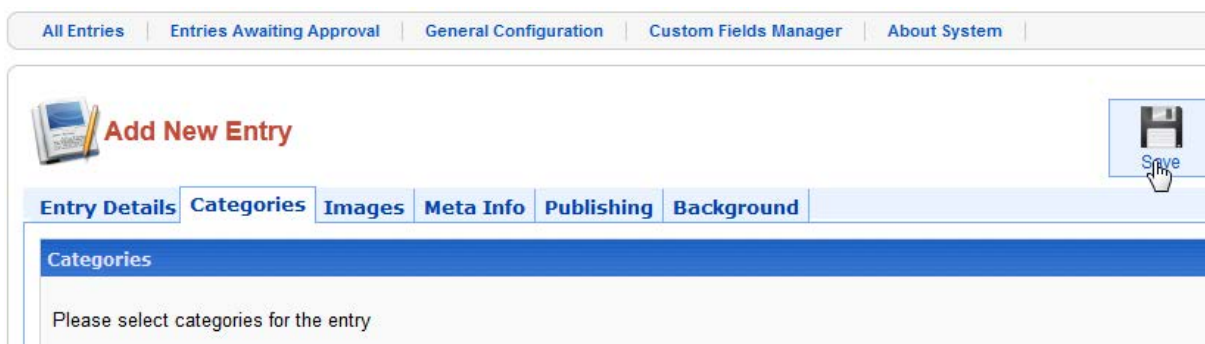 All Entries Entries Awaiting Approval General Configuration Custom Fields Manager About System
Add New Entry
Save
Entry Details Categories Images Meta Info Publishing Background
Categories
Please select categories for the entry